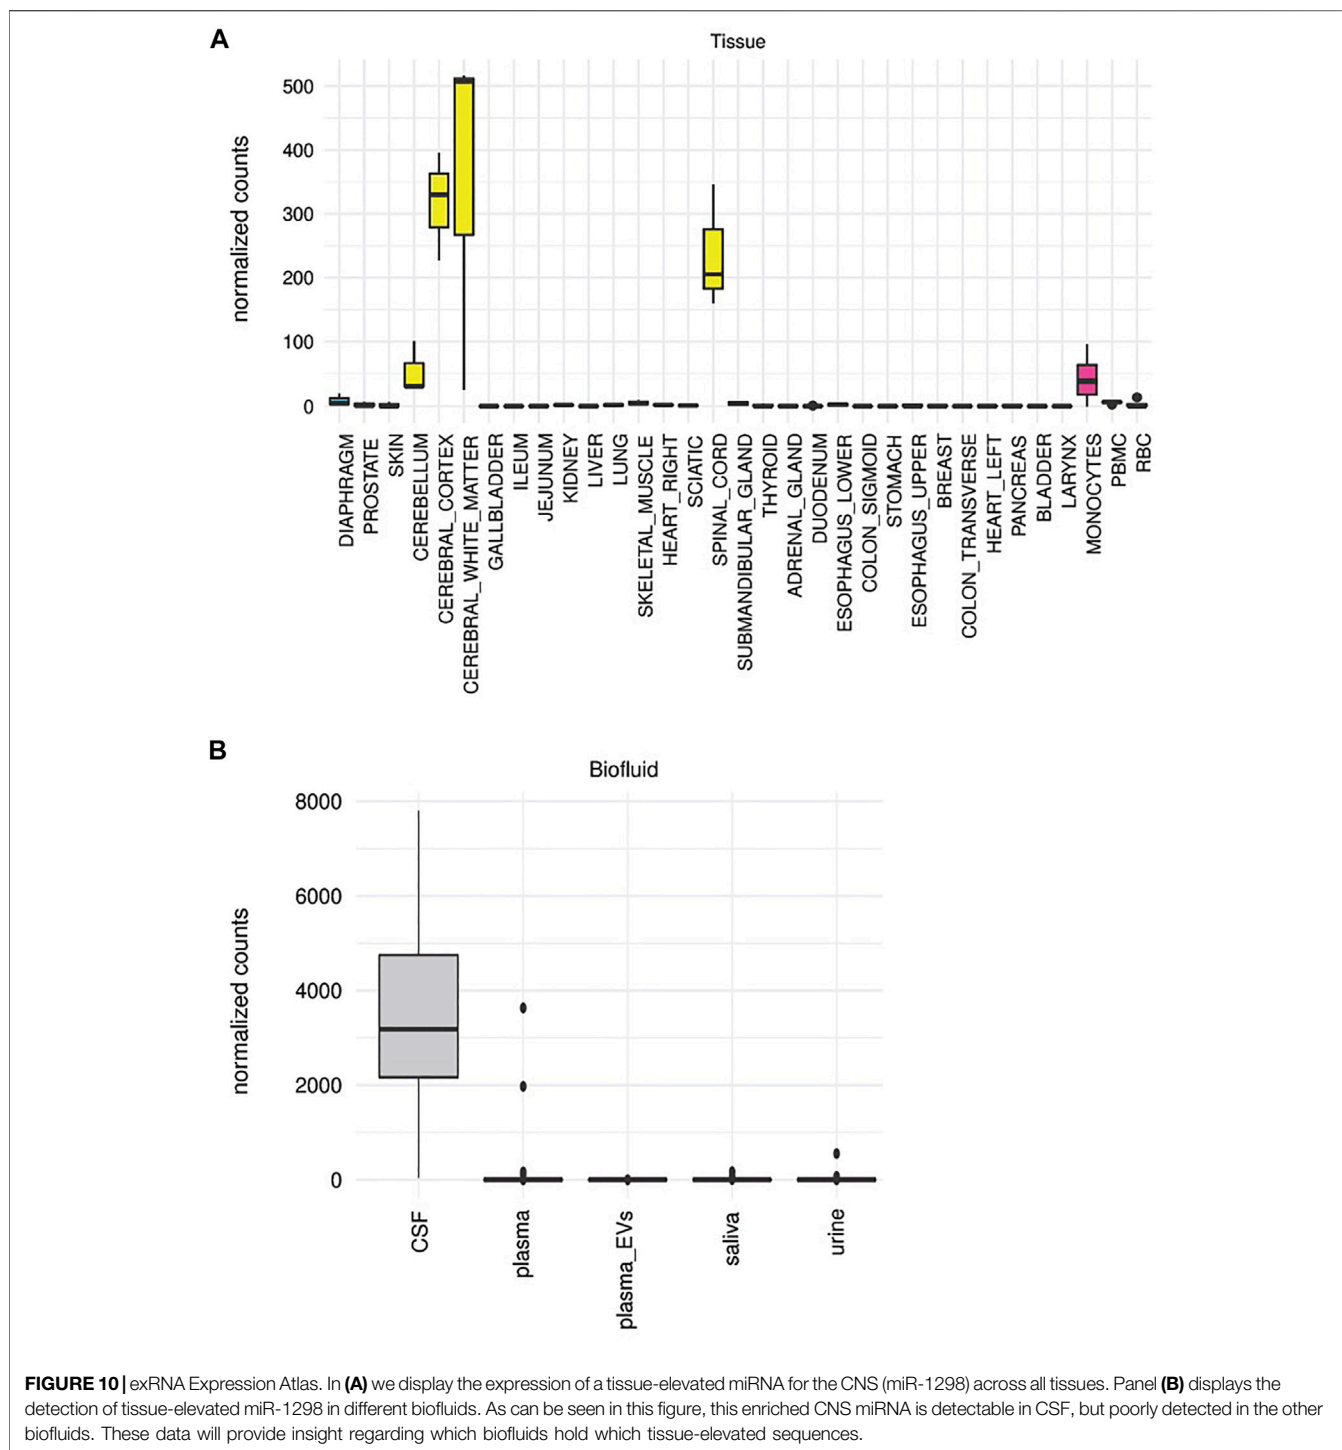 A
Tissue
normalized counts
500
400
300
200
100
0
DIAPHRAGM
PROSTATE
SKIN
CEREBELLUM
CEREBRAL_CORTEX
CEREBRAL_WHITE_MATTER
GALLBLADDER
ILEUM
JEJUNUM
KIDNEY
LIVER
LUNG
SKELETAL_MUSCLE
HEART_RIGHT
SCIATIC
SPINAL_CORD
SUBMANDIBULAR_GLAND
THYROID
ADRENAL_GLAND
DUODENUM
ESOPHAGUS_LOWER
COLON_SIGMOID
STOMACH
ESOPHAGUS_UPPER
BREAST
COLON_TRANSVERSE
HEART_LEFT
PANCREAS
BLADDER
LARYNX
MONOCYTES
PBMC
RBC
B
Biofluid
normalized counts
8000
6000
4000
2000
0
CSF
plasma
plasma_EVs
saliva
urine
FIGURE 10 | exRNA Expression Atlas. In (A) we display the expression of a tissue-elevated miRNA for the CNS (miR-1298) across all tissues. Panel (B) displays the
detection of tissue-elevated miR-1298 in different biofluids. As can be seen in this figure, this enriched CNS miRNA is detectable in CSF, but poorly detected in the other
biofluids. These data will provide insight regarding which biofluids hold which tissue-elevated sequences.